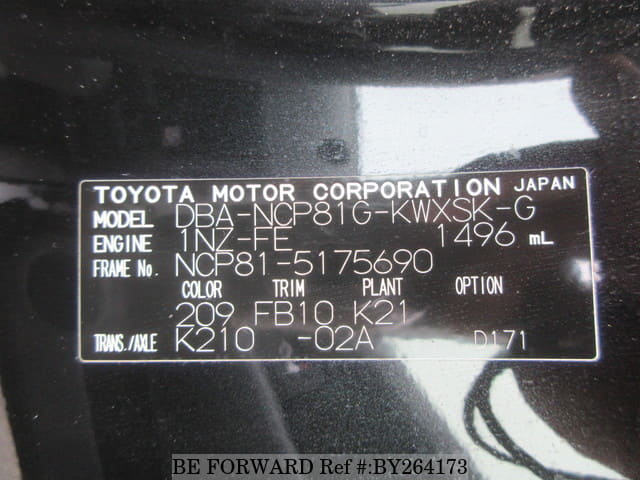 TOYOTA MOTOR CORPORATION JAPAN
MODEL DBA-NCP81G-KWXSK-G
ENGINE 1NZ-FE 1496 mL
FRAME No. NCP81-5175690
COLOR TRIM PLANT OPTION
209 FB10 K21
TRANS./AXLE K210 -02A D171
BE FORWARD Ref #:BY264173